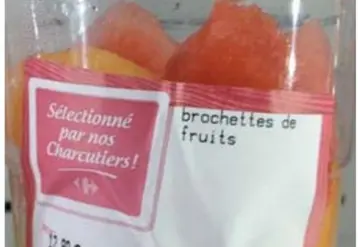 Sélectionné
par nos
Charcutiers!
brochettes de
fruits